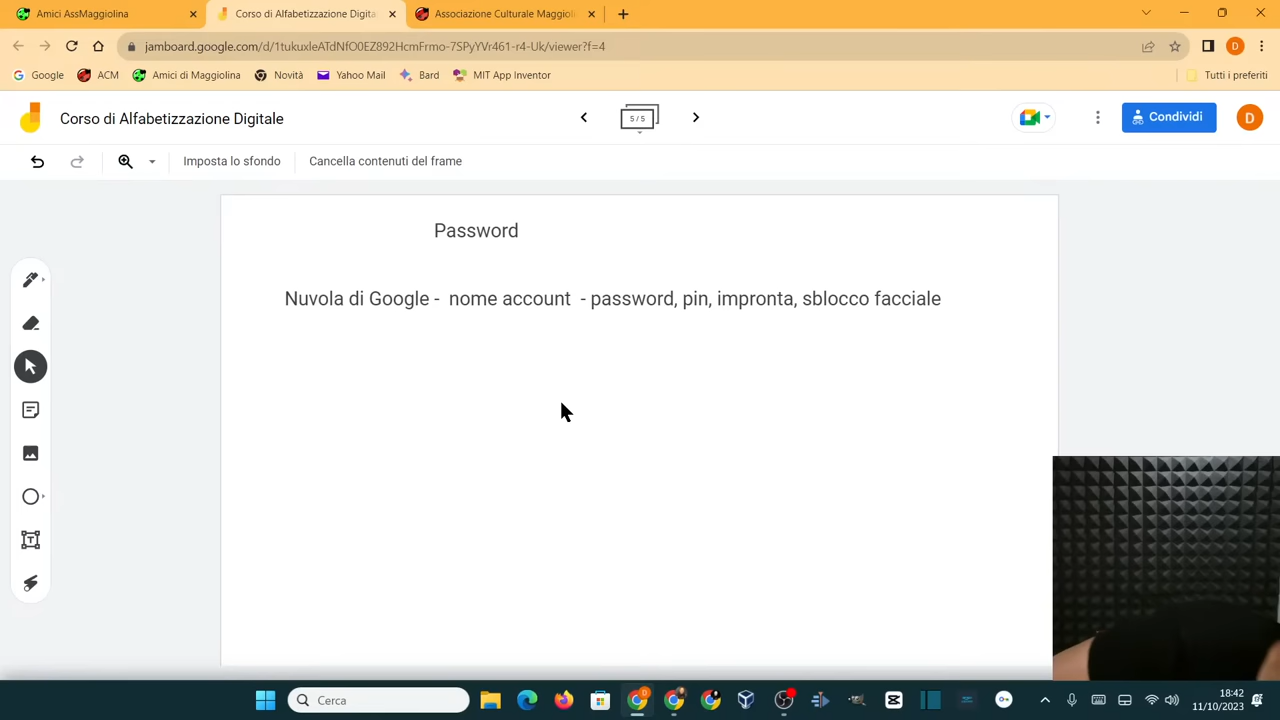 Amici AssMaggiolina
Corso di Alfabetizzazione Digita
Associazione Culturale Maggiol
jamboard.google.com/d/1tukuxleATdNfO0EZ892HcmFrmo-7SPyYVr461-r4-Uk/viewer?f=4
D
Google
ACM
Amici di Maggiolina
Novità
Yahoo Mail
Bard
MIT App Inventor
Tutti i preferiti
Corso di Alfabetizzazione Digitale
5 / 5
Condividi
D
Imposta lo sfondo
Cancella contenuti del frame
Password
Nuvola di Google - nome account - password, pin, impronta, sblocco facciale
Cerca
18:42
11/10/2023